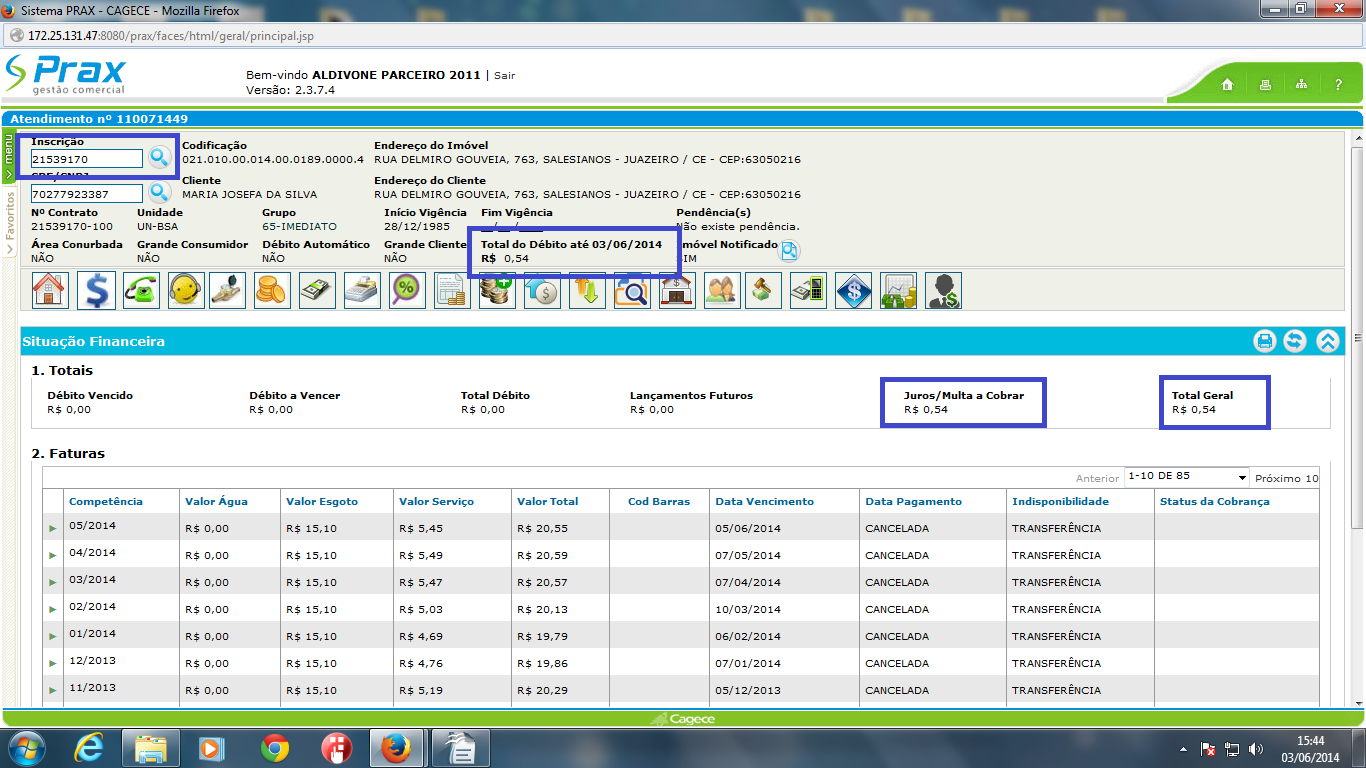 Sistema PRAX - CAGECE - Mozilla Firefox
172.25.131.47:8080/prax/faces/html/geral/principal.jsp
Prax
gestão comercial
Bem-vindo ALDIVONE PARCEIRO 2011 | Sair
Versão: 2.3.7.4
?
Atendimento nº 110071449
menu
Favoritos
Inscrição Codificação Endereço do Imóvel
21539170 021.010.00.014.00.0189.0000.4 RUA DELMIRO GOUVEIA, 763, SALESIANOS - JUAZEIRO / CE - CEP:63050216
Cliente Endereço do Cliente
70277923387 MARIA JOSEFA DA SILVA RUA DELMIRO GOUVEIA, 763, SALESIANOS - JUAZEIRO / CE - CEP:63050216
Nº Contrato Unidade Grupo Início Vigência Fim Vigência Pendência(s)
21539170-100 UN-BSA 65-IMEDIATO 28/12/1985 Não existe pendência.
Área Conurbada Grande Consumidor Débito Automático Grande Cliente Total do Débito até 03/06/2014 Imóvel Notificado
NÃO NÃO NÃO NÃO R$ 0,54 SIM
Situação Financeira
1. Totais
Débito Vencido Débito a Vencer Total Débito Lançamentos Futuros Juros/Multa a Cobrar Total Geral
R$ 0,00 R$ 0,00 R$ 0,00 R$ 0,00 R$ 0,54 R$ 0,54
2. Faturas
Anterior 1-10 DE 85 Próximo 10
Competência Valor Água Valor Esgoto Valor Serviço Valor Total Cod Barras Data Vencimento Data Pagamento Indisponibilidade Status da Cobrança
05/2014 R$ 0,00 R$ 15,10 R$ 5,45 R$ 20,55 05/06/2014 CANCELADA TRANSFERÊNCIA
04/2014 R$ 0,00 R$ 15,10 R$ 5,49 R$ 20,59 07/05/2014 CANCELADA TRANSFERÊNCIA
03/2014 R$ 0,00 R$ 15,10 R$ 5,47 R$ 20,57 07/04/2014 CANCELADA TRANSFERÊNCIA
02/2014 R$ 0,00 R$ 15,10 R$ 5,03 R$ 20,13 10/03/2014 CANCELADA TRANSFERÊNCIA
01/2014 R$ 0,00 R$ 15,10 R$ 4,69 R$ 19,79 06/02/2014 CANCELADA TRANSFERÊNCIA
12/2013 R$ 0,00 R$ 15,10 R$ 4,76 R$ 19,86 07/01/2014 CANCELADA TRANSFERÊNCIA
11/2013 R$ 0,00 R$ 15,10 R$ 5,19 R$ 20,29 05/12/2013 CANCELADA TRANSFERÊNCIA
Cagece
15:44
03/06/2014